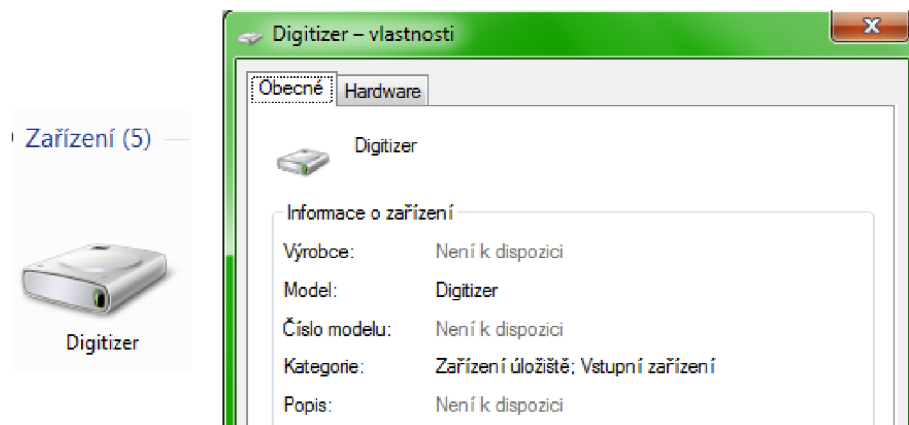 Zařízení (5)
Digitizer
Digitizer – vlastnosti
Obecné
Hardware
Digitizer
Informace o zařízení
Výrobce: Není k dispozici
Model: Digitizer
Číslo modelu: Není k dispozici
Kategorie: Zařízení úložiště; Vstupní zařízení
Popis: Není k dispozici